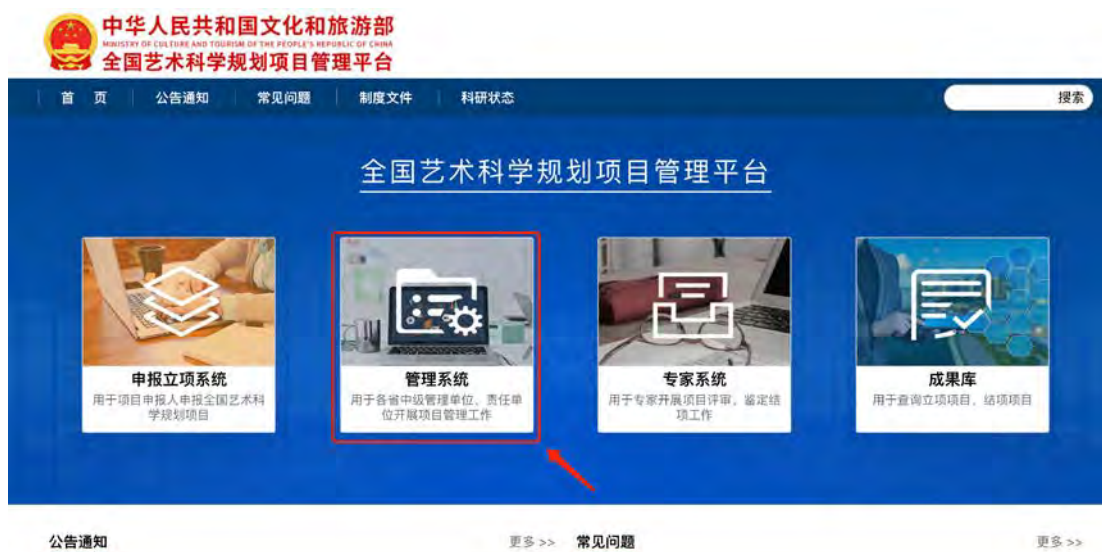 中华人民共和国文化和旅游部
MINISTRY OF CULTURE AND TOURISM OF THE PEOPLE'S REPUBLIC OF CHINA
全国艺术科学规划项目管理平台
首 页 公告通知 常见问题 制度文件 科研状态 搜索
全国艺术科学规划项目管理平台
申报立项系统
用于项目申报人申报全国艺术科
学规划项目
管理系统
用于各省中级管理单位、责任单
位开展项目管理工作
专家系统
用于专家开展项目评审、鉴定结
项工作
成果库
用于查询立项项目、结项项目
公告通知 更多 >> 常见问题 更多 >>